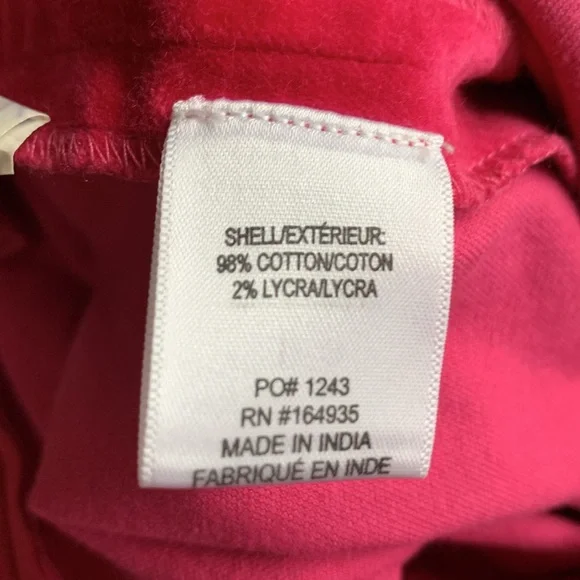 SHELL/EXTÉRIEUR:
98% COTTON/COTON
2% LYCRA/LYCRA
PO# 1243
RN #164935
MADE IN INDIA
FABRIQUÉ EN INDE